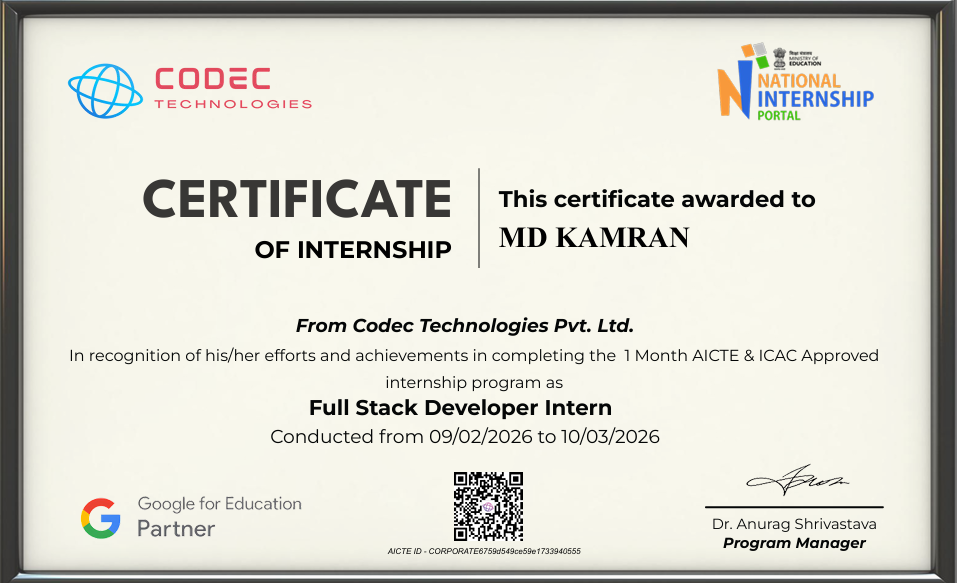 CODEC
TECHNOLOGIES
शिक्षा मंत्रालय
MINISTRY OF
EDUCATION
NATIONAL
INTERNSHIP
PORTAL
CERTIFICATE
OF INTERNSHIP
This certificate awarded to
MD KAMRAN
From Codec Technologies Pvt. Ltd.
In recognition of his/her efforts and achievements in completing the 1 Month AICTE & ICAC Approved
internship program as
Full Stack Developer Intern
Conducted from 09/02/2026 to 10/03/2026
Google for Education
Partner
AICTE ID - CORPORATE6759d549ce59e1733940555
Dr. Anurag Shrivastava
Program Manager